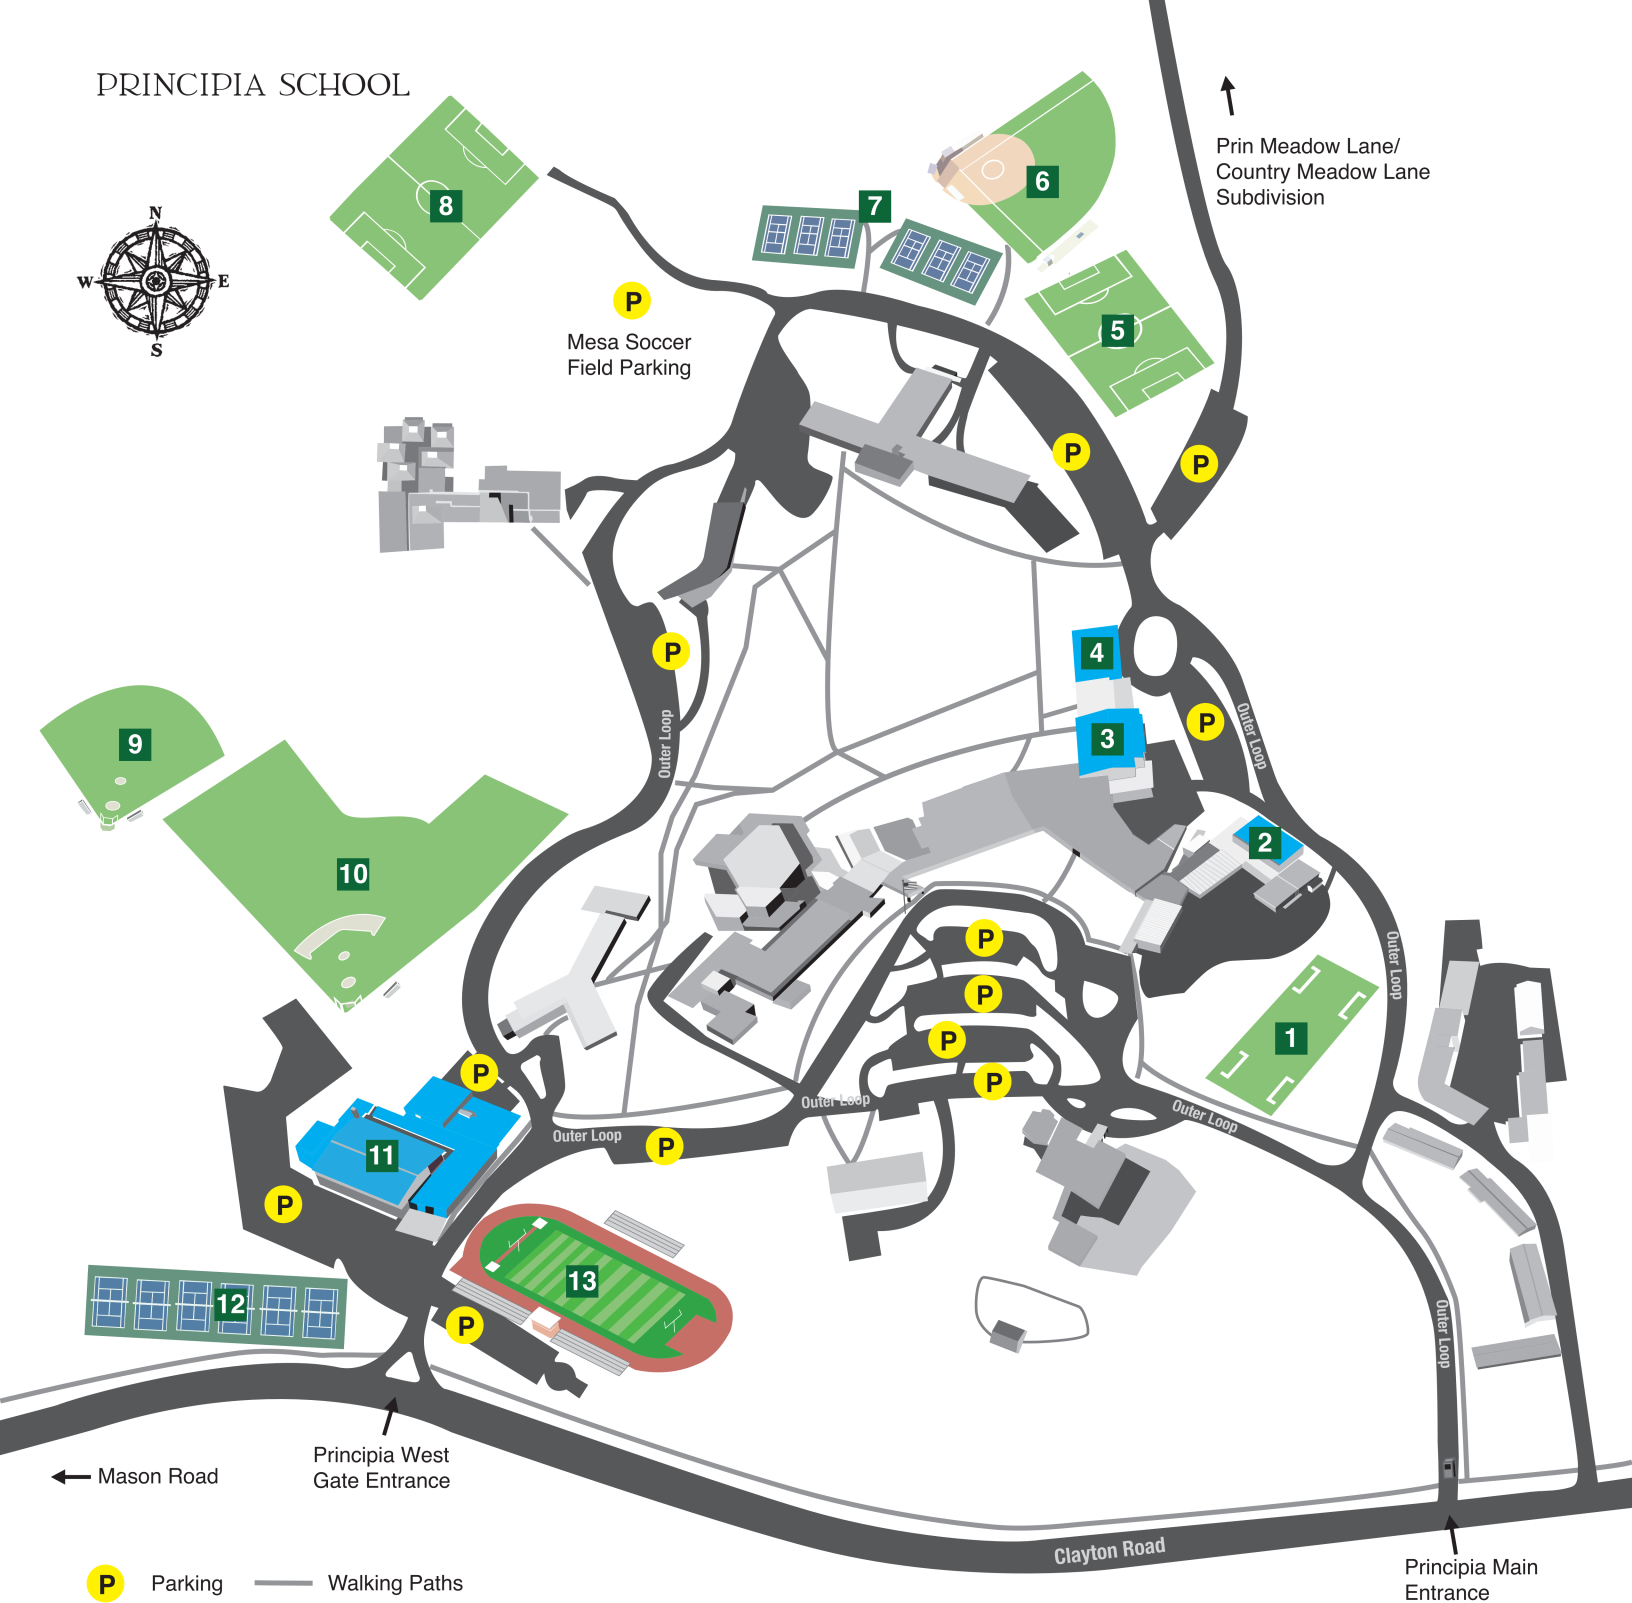 PRINCIPIA SCHOOL
Prin Meadow Lane/
Country Meadow Lane
Subdivision
8
7
6
N
W
E
S
P
Mesa Soccer
Field Parking
5
P
P
4
P
3
P
Outer Loop
Outer Loop
9
10
2
P
Outer Loop
P
1
P
P
P
Outer Loop
Outer Loop
Outer Loop
P
11
P
13
12
P
Outer Loop
Principia West
Gate Entrance
Mason Road
Clayton Road
Principia Main
Entrance
P
Parking
Walking Paths